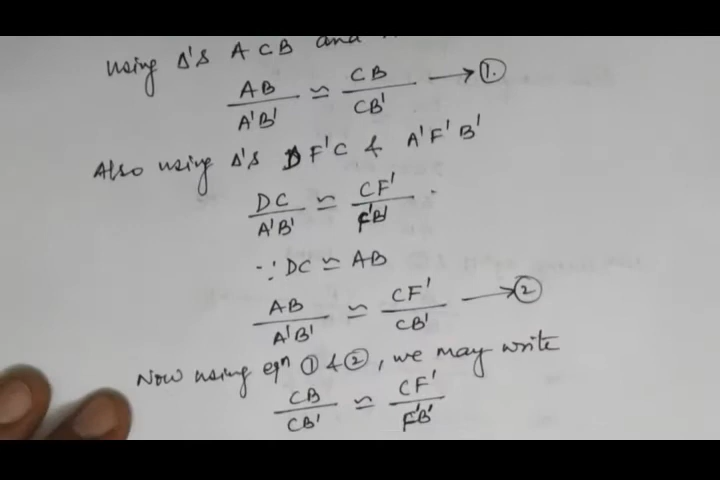 using Δ'S ACB and
AB/A'B' ≃ CB/CB' → ①.
Also using Δ'S DF'C & A'F'B'
DC/A'B' ≃ CF'/F'B'
∵ DC ≃ AB
AB/A'B' ≃ CF'/CB' → ②
Now using eqn ① & ②, we may write
CB/CB' ≃ CF'/F'B'